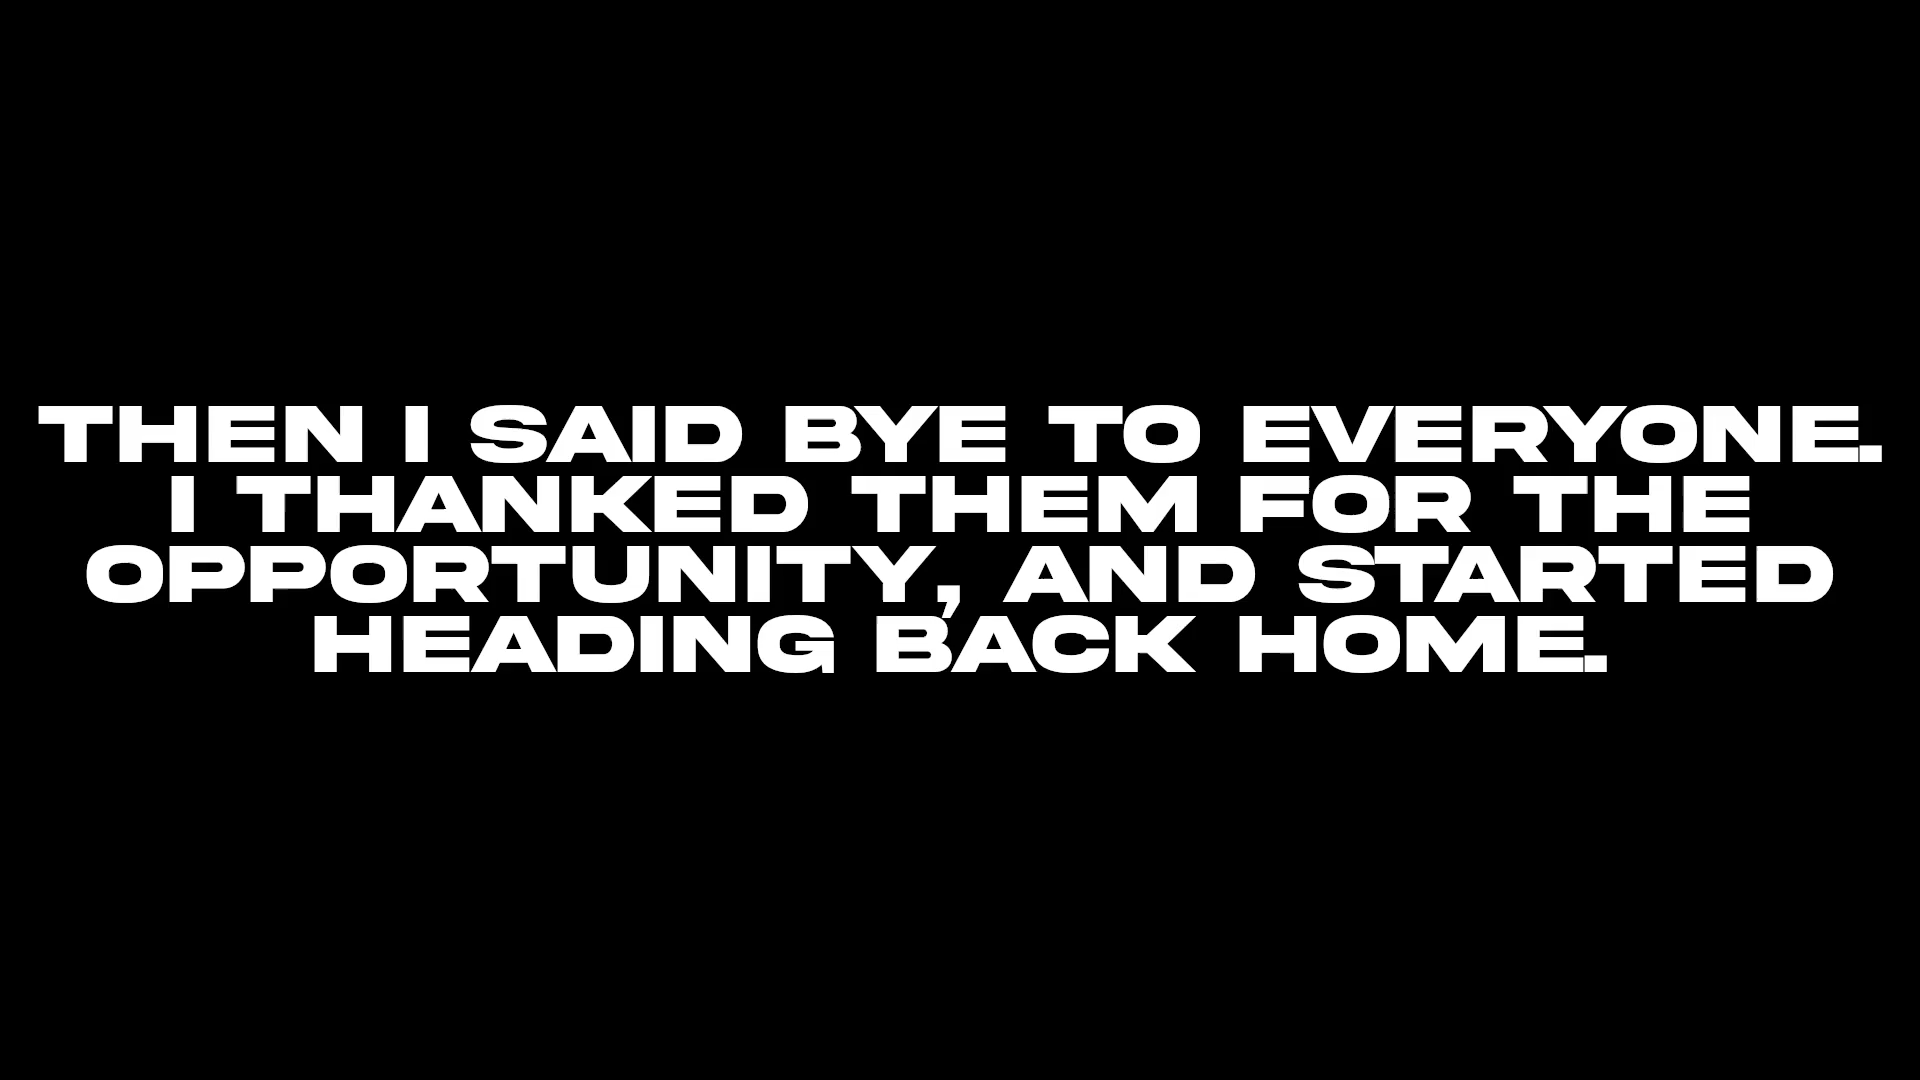 THEN I SAID BYE TO EVERYONE.
I THANKED THEM FOR THE
OPPORTUNITY, AND STARTED
HEADING BACK HOME.